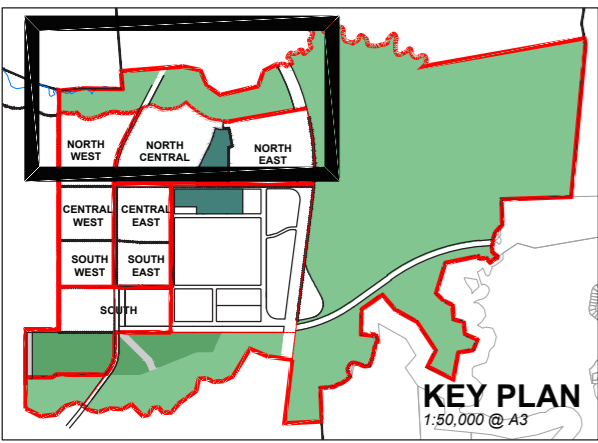 NORTH
WEST
NORTH
CENTRAL
NORTH
EAST
CENTRAL
WEST
CENTRAL
EAST
SOUTH
WEST
SOUTH
EAST
SOUTH
KEY PLAN
1:50,000 @ A3